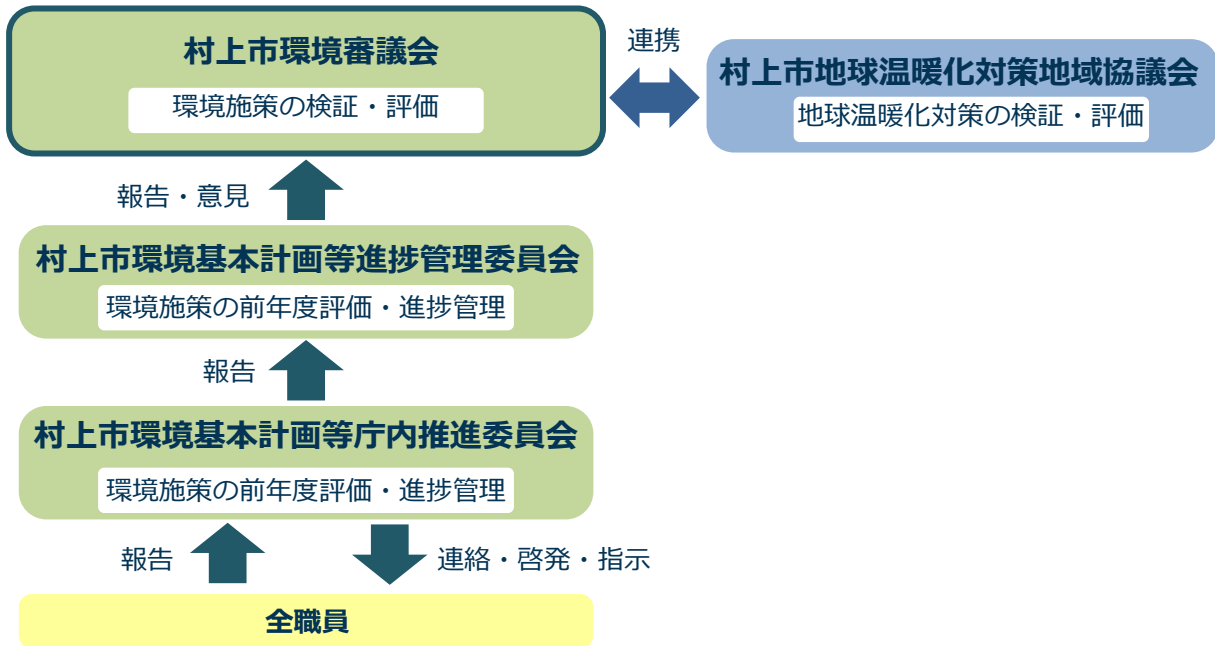 村上市環境審議会
環境施策の検証・評価
連携
村上市地球温暖化対策地域協議会
地球温暖化対策の検証・評価
報告・意見
村上市環境基本計画等進捗管理委員会
環境施策の前年度評価・進捗管理
報告
村上市環境基本計画等庁内推進委員会
環境施策の前年度評価・進捗管理
報告
連絡・啓発・指示
全職員